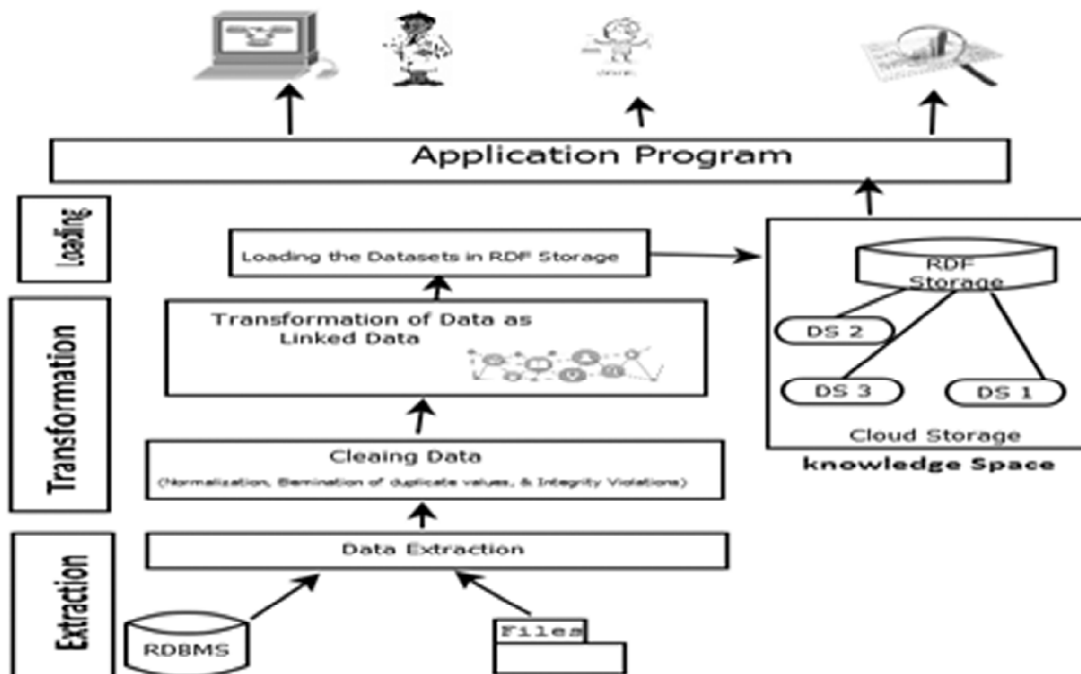 Application Program
Loading
Loading the Datasets in RDF Storage
RDF
Storage
Transformation
Transformation of Data as
Linked Data
DS 2
DS 3
DS 1
Cloud Storage
knowledge Space
Cleaing Data
(Normalization, Elemination of duplicate values, & Integrity Violations)
Extraction
Data Extraction
RDBMS
Files